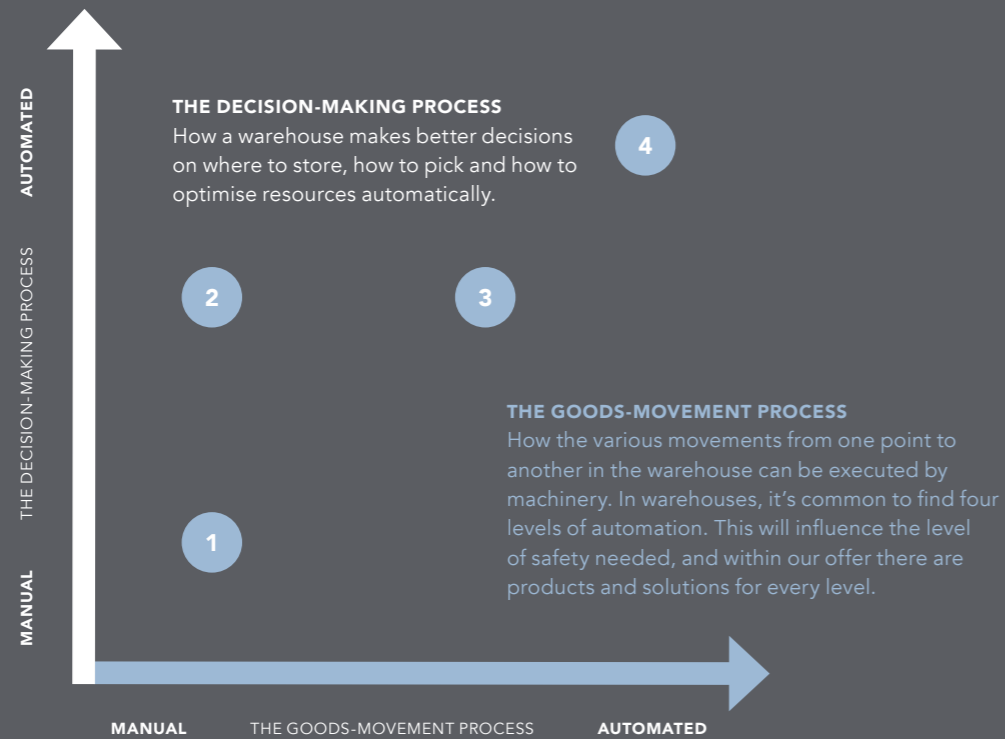 AUTOMATED
THE DECISION-MAKING PROCESS
MANUAL
THE DECISION-MAKING PROCESS
How a warehouse makes better decisions
on where to store, how to pick and how to
optimise resources automatically.
4
2
3
1
THE GOODS-MOVEMENT PROCESS
How the various movements from one point to
another in the warehouse can be executed by
machinery. In warehouses, it's common to find four
levels of automation. This will influence the level
of safety needed, and within our offer there are
products and solutions for every level.
MANUAL
THE GOODS-MOVEMENT PROCESS
AUTOMATED